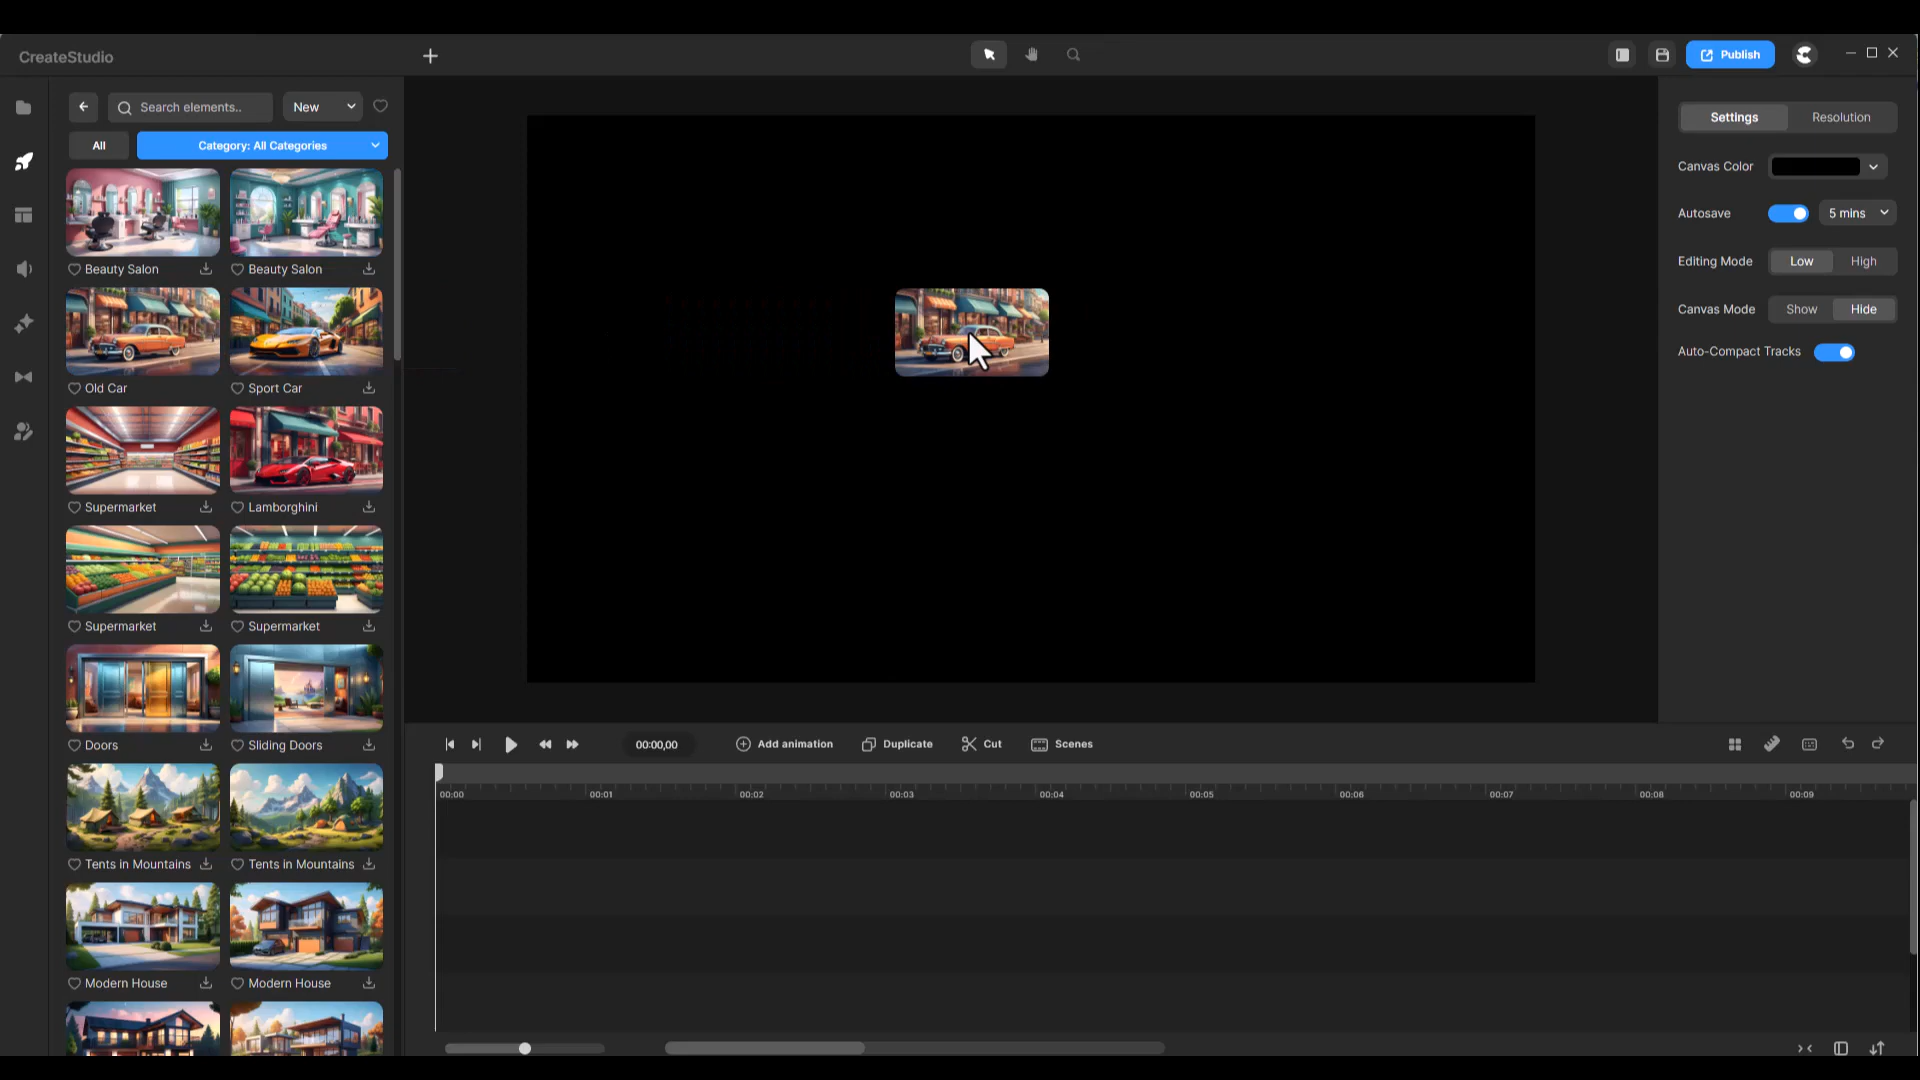 CreateStudio
Publish
Search elements..
New
All
Category: All Categories
Beauty Salon
Beauty Salon
Old Car
Sport Car
Supermarket
Lamborghini
Supermarket
Supermarket
Doors
Sliding Doors
Tents in Mountains
Tents in Mountains
Modern House
Modern House
Settings
Resolution
Canvas Color
Autosave
5 mins
Editing Mode
Low
High
Canvas Mode
Show
Hide
Auto-Compact Tracks
00:00,00
Add animation
Duplicate
Cut
Scenes
00:00
00:01
00:02
00:03
00:04
00:05
00:06
00:07
00:08
00:09